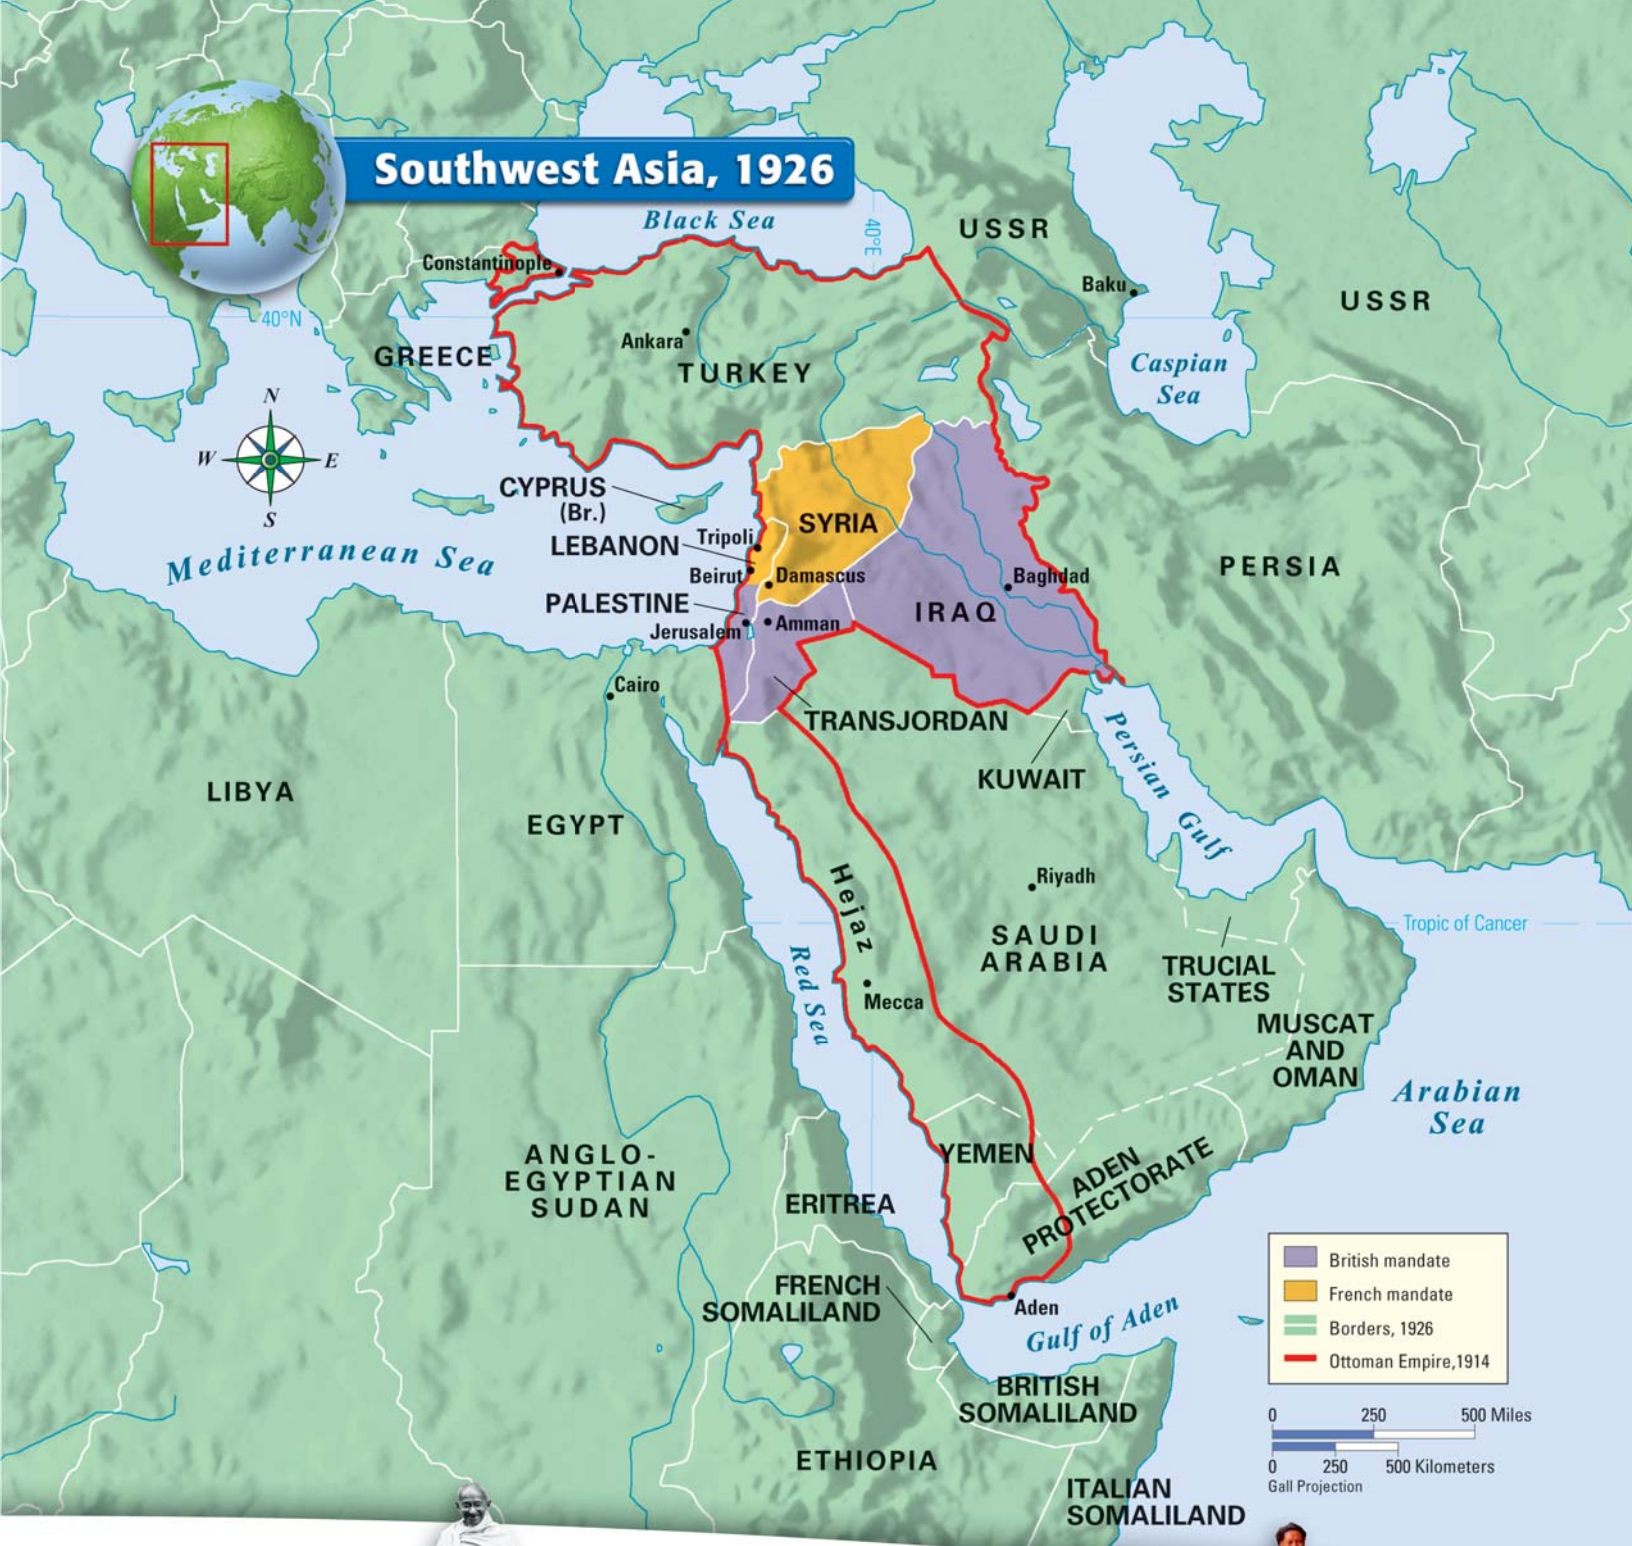 Southwest Asia, 1926
Black Sea
40°E
USSR
Constantinople
Baku
USSR
40°N
Ankara
GREECE
TURKEY
Caspian
Sea
N
W
E
S
CYPRUS
(Br.)
SYRIA
Tripoli
LEBANON
Mediterranean Sea
PERSIA
Beirut
Damascus
Baghdad
PALESTINE
IRAQ
Jerusalem
Amman
Cairo
TRANSJORDAN
Persian Gulf
KUWAIT
LIBYA
EGYPT
Hejaz
Riyadh
Tropic of Cancer
SAUDI
ARABIA
Red Sea
TRUCIAL
STATES
Mecca
MUSCAT
AND
OMAN
Arabian
Sea
YEMEN
ADEN
PROTECTORATE
ANGLO-
EGYPTIAN
SUDAN
ERITREA
FRENCH
SOMALILAND
Aden
Gulf of Aden
BRITISH
SOMALILAND
ETHIOPIA
ITALIAN
SOMALILAND
British mandate
French mandate
Borders, 1926
Ottoman Empire,1914
0 250 500 Miles
0 250 500 Kilometers
Gall Projection